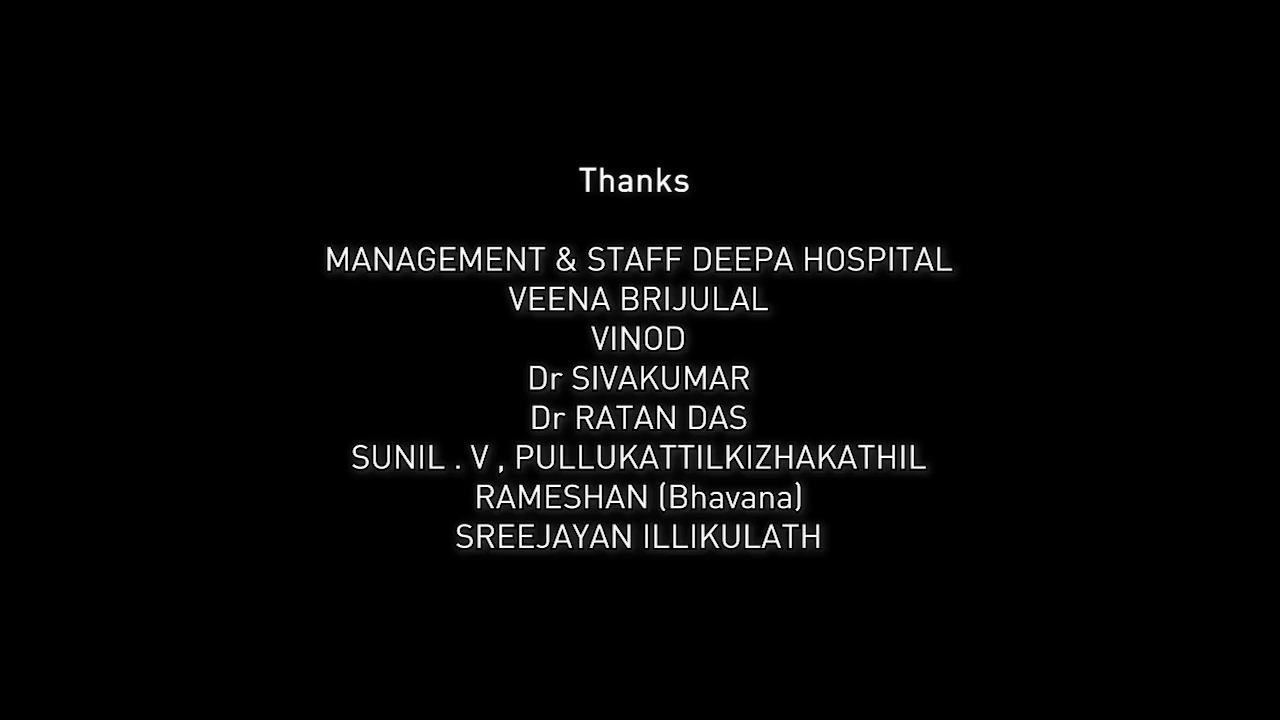 Thanks
MANAGEMENT & STAFF DEEPA HOSPITAL
VEENA BRIJULAL
VINOD
Dr SIVAKUMAR
Dr RATAN DAS
SUNIL . V , PULLUKATTILKIZHAKATHIL
RAMESHAN (Bhavana)
SREEJAYAN ILLIKULATH